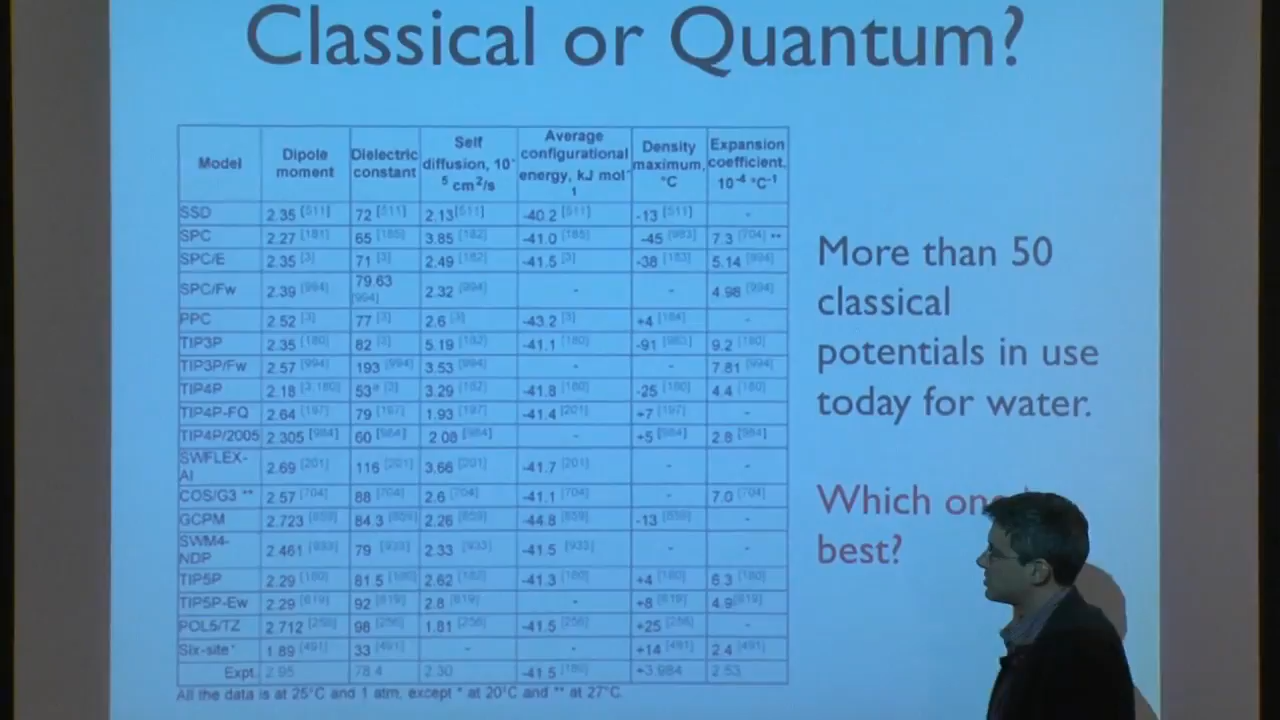 Classical or Quantum?
Model Dipole moment Dielectric constant Self diffusion, 10⁻⁵ cm²/s Average configurational energy, kJ mol⁻¹ Density maximum, °C Expansion coefficient, 10⁻⁴ °C⁻¹
SSD 2.35 [511] 72 [511] 2.13 [511] -40.2 [511] -13 [511] -
SPC 2.27 [181] 65 [185] 3.85 [182] -41.0 [185] -45 [983] 7.3 [704] **
SPC/E 2.35 [3] 71 [3] 2.49 [182] -41.5 [3] -38 [183] 5.14 [994]
SPC/Fw 2.39 [994] 79.63 [994] 2.32 [994] - - 4.98 [994]
PPC 2.52 [3] 77 [3] 2.6 [3] -43.2 [3] +4 [184] -
TIP3P 2.35 [180] 82 [3] 5.19 [182] -41.1 [180] -91 [983] 9.2 [180]
TIP3P/Fw 2.57 [994] 193 [994] 3.53 [994] - - 7.81 [994]
TIP4P 2.18 [3,180] 53 [3] 3.29 [182] -41.8 [180] -25 [180] 4.4 [180]
TIP4P-FQ 2.64 [197] 79 [197] 1.93 [197] -41.4 [201] +7 [197] -
TIP4P/2005 2.305 [984] 60 [984] 2.08 [984] - +5 [984] 2.8 [984]
SWFLEX-AI 2.69 [201] 116 [201] 3.66 [201] -41.7 [201] - -
COS/G3 ** 2.57 [704] 88 [704] 2.6 [704] -41.1 [704] - 7.0 [704]
GCPM 2.723 [859] 84.3 [859] 2.26 [859] -44.8 [859] -13 [859] -
SWM4-NDP 2.461 [933] 79 [933] 2.33 [933] -41.5 [933] - -
TIP5P 2.29 [180] 81.5 [180] 2.62 [182] -41.3 [180] +4 [180] 6.3 [180]
TIP5P-Ew 2.29 [619] 92 [619] 2.8 [619] - +8 [619] 4.9 [619]
POL5/TZ 2.712 [256] 98 [256] 1.81 [256] -41.5 [256] +25 [256] -
Six-site * 1.89 [491] 33 [491] - - +14 [491] 2.4 [491]
Expt. 2.95 78.4 2.30 -41.5 [180] +3.984 2.53
All the data is at 25°C and 1 atm, except * at 20°C and ** at 27°C.
More than 50
classical
potentials in use
today for water.
Which
best?